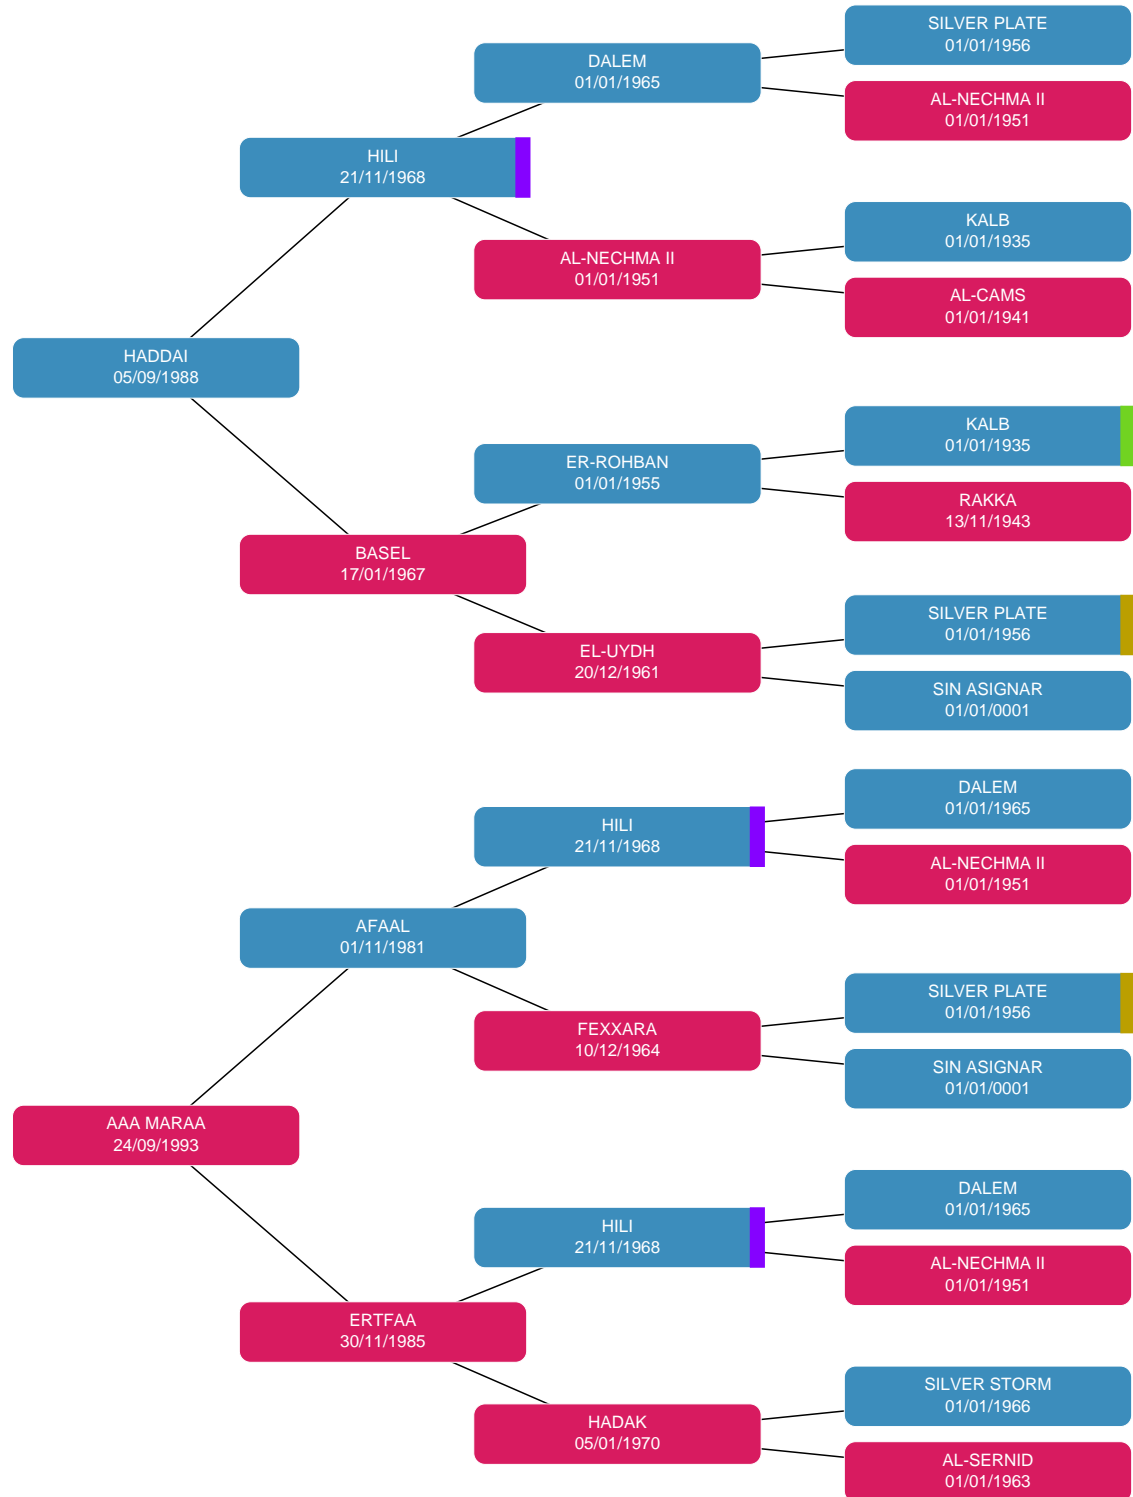 SILVER PLATE
01/01/1956
DALEM
01/01/1965
AL-NECHMA II
01/01/1951
HILI
21/11/1968
KALB
01/01/1935
AL-NECHMA II
01/01/1951
AL-CAMS
01/01/1941
HADDAI
05/09/1988
KALB
01/01/1935
ER-ROHBAN
01/01/1955
RAKKA
13/11/1943
BASEL
17/01/1967
SILVER PLATE
01/01/1956
EL-UYDH
20/12/1961
SIN ASIGNAR
01/01/0001
DALEM
01/01/1965
HILI
21/11/1968
AL-NECHMA II
01/01/1951
AFAAL
01/11/1981
SILVER PLATE
01/01/1956
FEXXARA
10/12/1964
SIN ASIGNAR
01/01/0001
AAA MARAA
24/09/1993
DALEM
01/01/1965
HILI
21/11/1968
AL-NECHMA II
01/01/1951
ERTFAA
30/11/1985
SILVER STORM
01/01/1966
HADAK
05/01/1970
AL-SERNID
01/01/1963